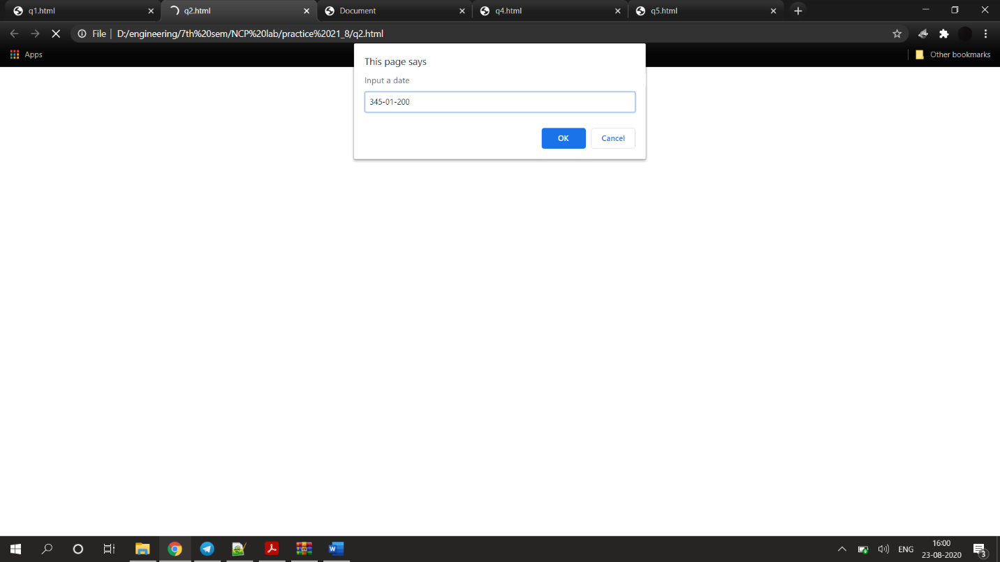 q1.html
q2.html
Document
q4.html
q5.html
File
D:/engineering/7th%20sem/NCP%20lab/practice%2021_8/q2.html
Apps
Other bookmarks
This page says
Input a date
345-01-200
OK
Cancel
ENG
16:00
23-08-2020
3